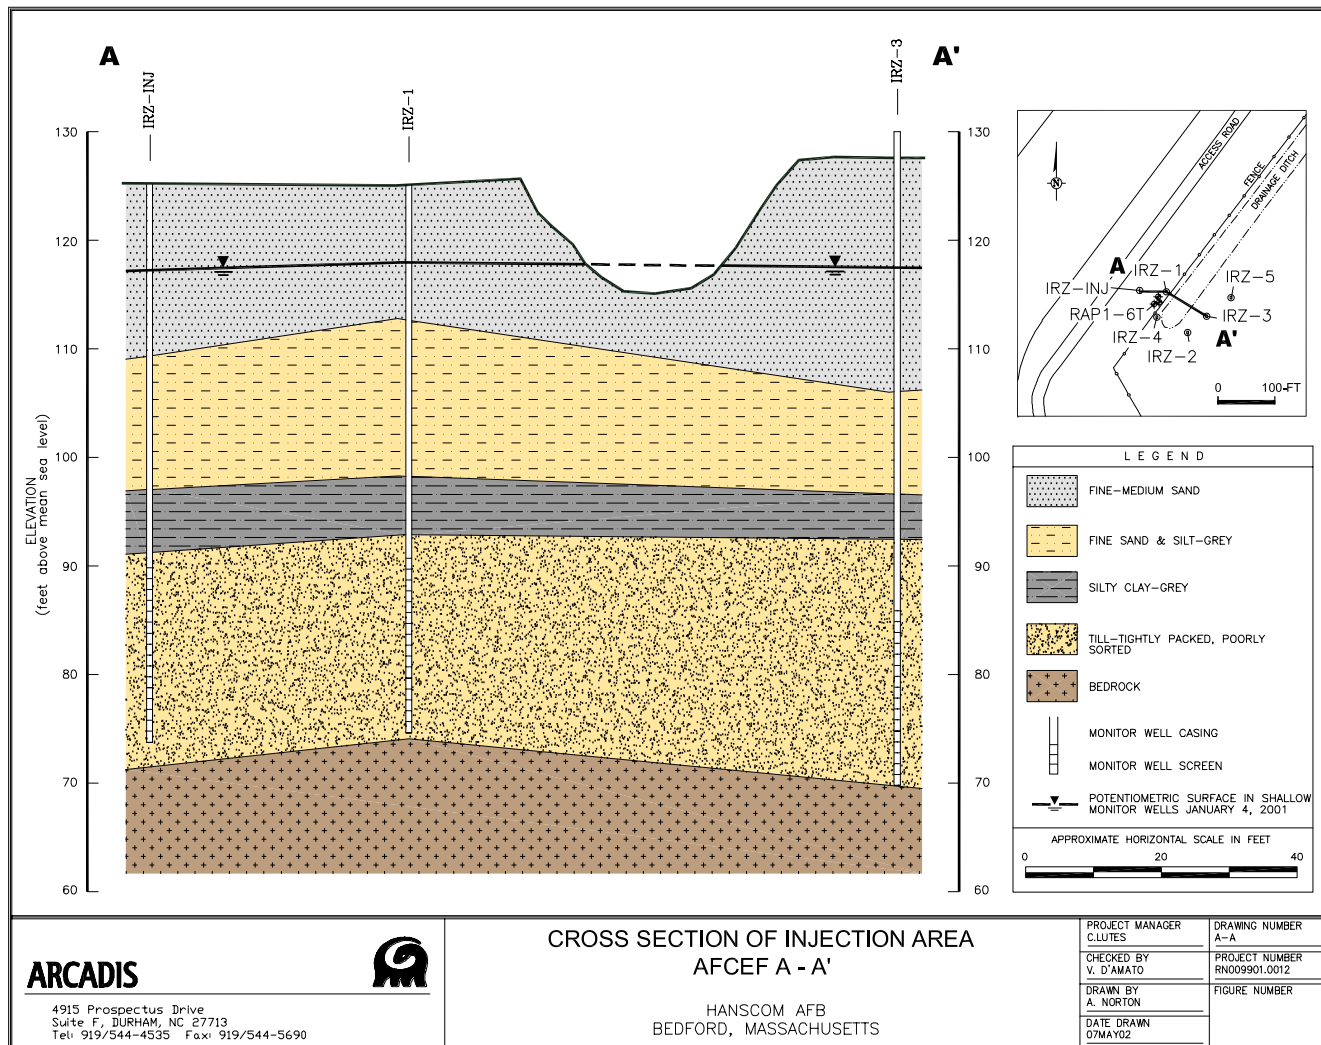 A
A'
IRZ-INJ
IRZ-1
IRZ-3
130
120
110
100
90
80
70
60
ELEVATION
(feet above mean sea level)
130
120
110
100
90
80
70
60
N
ACCESS ROAD
FENCE
DRAINAGE DITCH
A
IRZ-1
IRZ-INJ
IRZ-5
RAP1-6T
IRZ-3
IRZ-4
A'
IRZ-2
0 100-FT
LEGEND
FINE-MEDIUM SAND
FINE SAND & SILT-GREY
SILTY CLAY-GREY
TILL-TIGHTLY PACKED, POORLY
SORTED
BEDROCK
MONITOR WELL CASING
MONITOR WELL SCREEN
POTENTIOMETRIC SURFACE IN SHALLOW
MONITOR WELLS JANUARY 4, 2001
APPROXIMATE HORIZONTAL SCALE IN FEET
0 20 40
ARCADIS
4915 Prospectus Drive
Suite F, DURHAM, NC 27713
Tel: 919/544-4535 Fax: 919/544-5690
CROSS SECTION OF INJECTION AREA
AFCEF A - A'
HANSCOM AFB
BEDFORD, MASSACHUSETTS
PROJECT MANAGER
C.LUTES
DRAWING NUMBER
A-A
CHECKED BY
V. D'AMATO
PROJECT NUMBER
RN009901.0012
DRAWN BY
A. NORTON
FIGURE NUMBER
DATE DRAWN
07MAY02